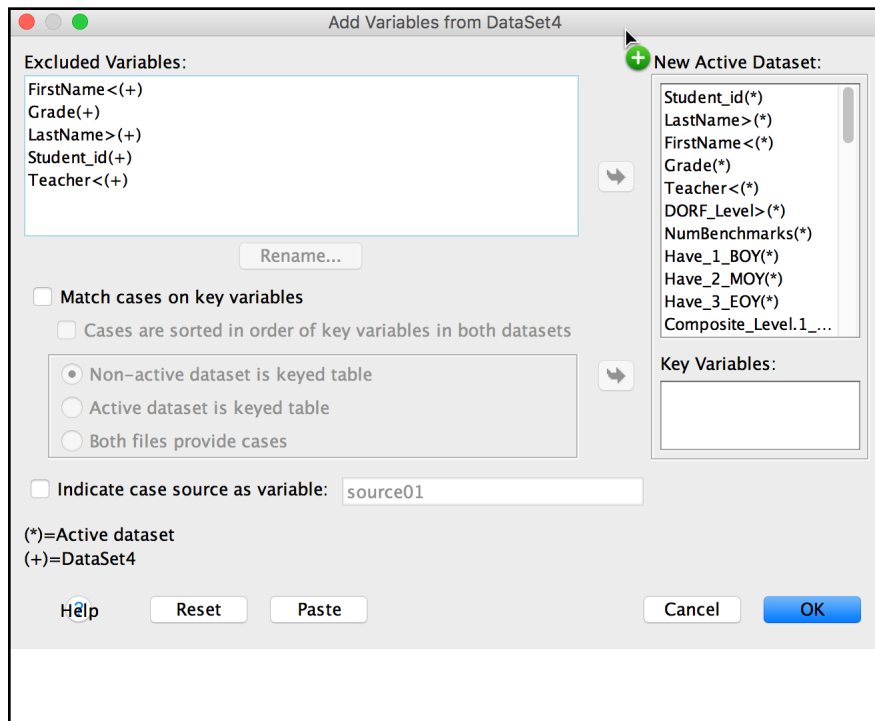 Add Variables from DataSet4
Excluded Variables:
FirstName<(+)
Grade(+)
LastName>(+)
Student_id(+)
Teacher<(+)
Rename...
New Active Dataset:
Student_id(*)
LastName>(*)
FirstName<(*)
Grade(*)
Teacher<(*)
DORF_Level>(*)
NumBenchmarks(*)
Have_1_BOY(*)
Have_2_MOY(*)
Have_3_EOY(*)
Composite_Level.1_...
Match cases on key variables
Cases are sorted in order of key variables in both datasets
Non-active dataset is keyed table
Active dataset is keyed table
Both files provide cases
Key Variables:
Indicate case source as variable: source01
(*)=Active dataset
(+)=DataSet4
Help Reset Paste Cancel OK